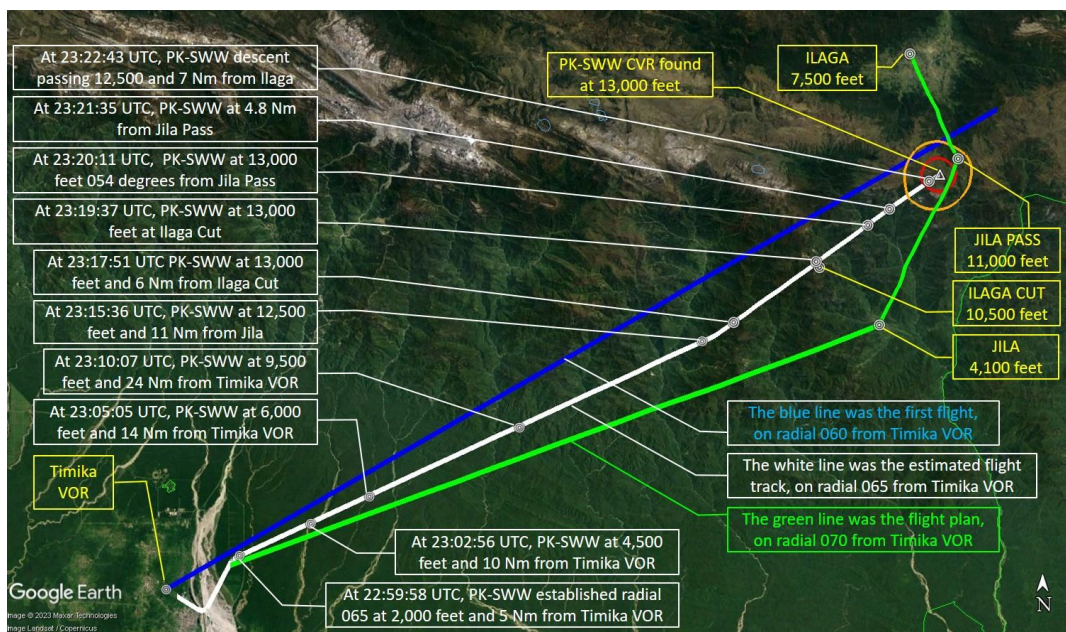 At 23:22:43 UTC, PK-SWW descent
passing 12,500 and 7 Nm from Ilaga
At 23:21:35 UTC, PK-SWW at 4.8 Nm
from Jila Pass
At 23:20:11 UTC,  PK-SWW at 13,000
feet 054 degrees from Jila Pass
At 23:19:37 UTC, PK-SWW at 13,000
feet at Ilaga Cut
At 23:17:51 UTC, PK-SWW at 13,000
feet and 6 Nm from Ilaga Cut
At 23:15:36 UTC, PK-SWW at 12,500
feet and 11 Nm from Jila
At 23:10:07 UTC, PK-SWW at 9,500
feet and 24 Nm from Timika VOR
At 23:05:05 UTC, PK-SWW at 6,000
feet and 14 Nm from Timika VOR
Timika
VOR
PK-SWW CVR found
at 13,000 feet
ILAGA
7,500 feet
JILA PASS
11,000 feet
ILAGA CUT
10,500 feet
JILA
4,100 feet
The blue line was the first flight,
on radial 060 from Timika VOR
The white line was the estimated flight
track, on radial 065 from Timika VOR
The green line was the flight plan,
on radial 070 from Timika VOR
At 23:02:56 UTC, PK-SWW at 4,500
feet and 10 Nm from Timika VOR
At 22:59:58 UTC, PK-SWW established radial
065 at 2,000 feet and 5 Nm from Timika VOR
Google Earth
Image © 2023 Maxar Technologies
Image Landsat / Copernicus
N